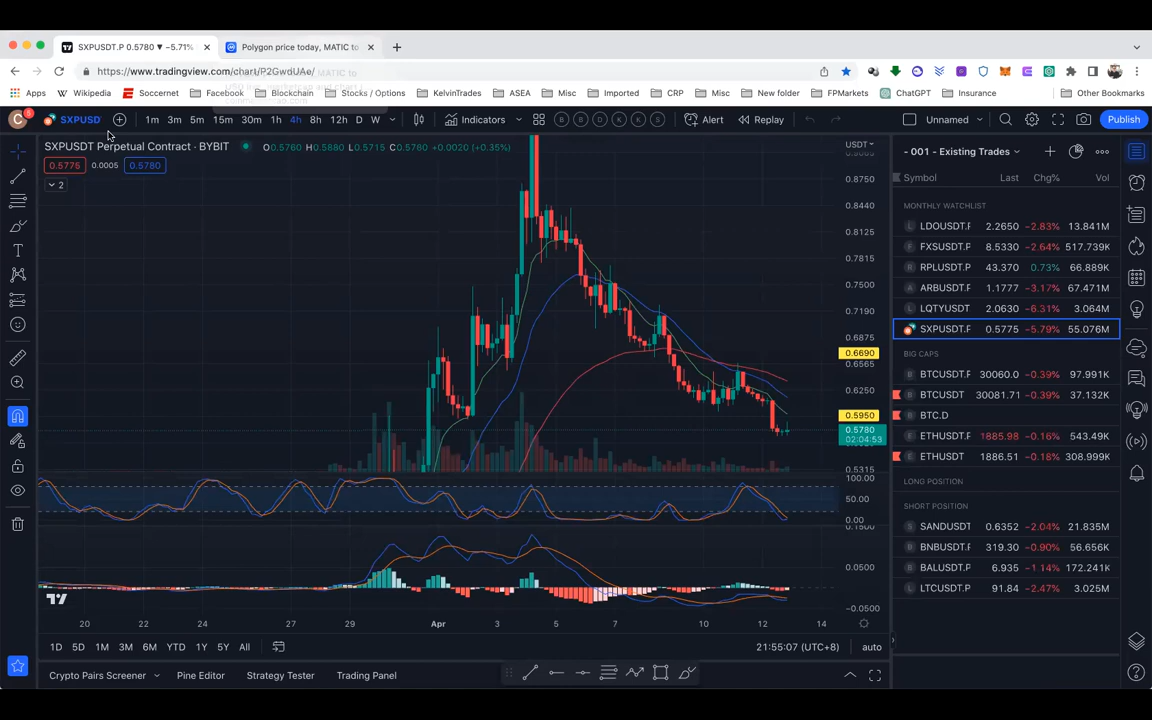 SXPUSDT.P 0.5780 ▼ −5.71%
Polygon price today, MATIC to
https://www.tradingview.com/chart/P2GwdUAe/
Apps Wikipedia Soccernet Facebook Blockchain Stocks / Options KelvinTrades ASEA Misc Imported CRP Misc New folder FPMarkets ChatGPT Insurance Other Bookmarks
C SXPUSD 1m 3m 5m 15m 30m 1h 4h 8h 12h D W Indicators B B D K K S Alert Replay Unnamed Publish
SXPUSDT Perpetual Contract · BYBIT O0.5760 H0.5880 L0.5715 C0.5760 +0.0020 (+0.35%)
0.5775 0.0005 0.5780
2
USDT
0.8750
0.8440
0.8125
0.7815
0.7500
0.7190
0.6875
0.6690
0.6565
0.6250
0.5950
0.5780
02:04:53
0.5315
100.00
50.00
0.00
0.1500
0.0500
−0.0500
20 22 24 27 29 Apr 3 5 7 10 12 14
1D 5D 1M 3M 6M YTD 1Y 5Y All
21:55:07 (UTC+8) auto
Crypto Pairs Screener Pine Editor Strategy Tester Trading Panel
- 001 - Existing Trades
Symbol Last Chg% Vol
MONTHLY WATCHLIST
LDOUSDT.F 2.2650 −2.83% 13.841M
FXSUSDT.F 8.5330 −2.64% 517.739K
RPLUSDT.F 43.370 0.73% 66.889K
ARBUSDT.F 1.1777 −3.17% 67.471M
LQTYUSDT 2.0630 −6.31% 3.064M
SXPUSDT.F 0.5775 −5.79% 55.076M
BIG CAPS
BTCUSDT.F 30060.0 −0.39% 97.991K
BTCUSDT 30081.71 −0.39% 37.132K
BTC.D
ETHUSDT.F 1885.98 −0.16% 543.49K
ETHUSDT 1886.51 −0.18% 308.999K
LONG POSITION
SHORT POSITION
SANDUSDT 0.6352 −2.04% 21.835M
BNBUSDT.F 319.30 −0.90% 56.656K
BALUSDT.F 6.935 −1.14% 172.241K
LTCUSDT.F 91.84 −2.47% 3.025M